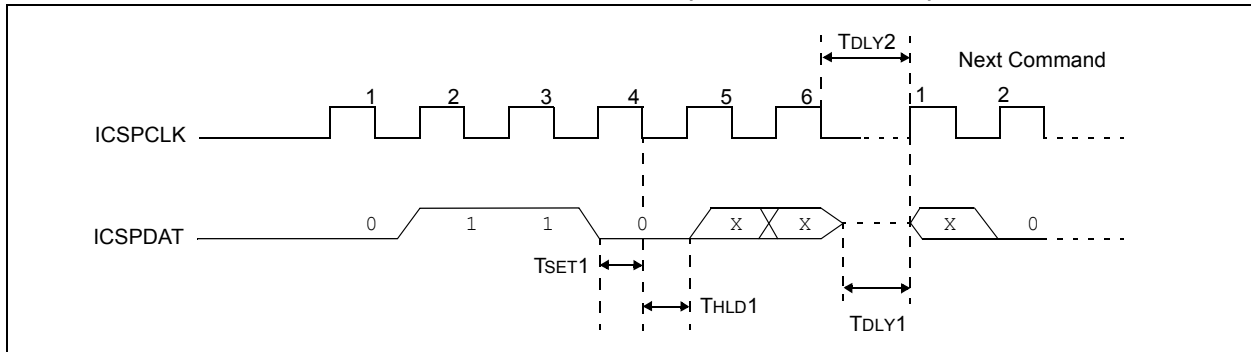 TDLY2
Next Command
1 2 3 4 5 6 1 2
ICSPCLK
ICSPDAT
0 1 1 0 X X X 0
TSET1
THLD1
TDLY1